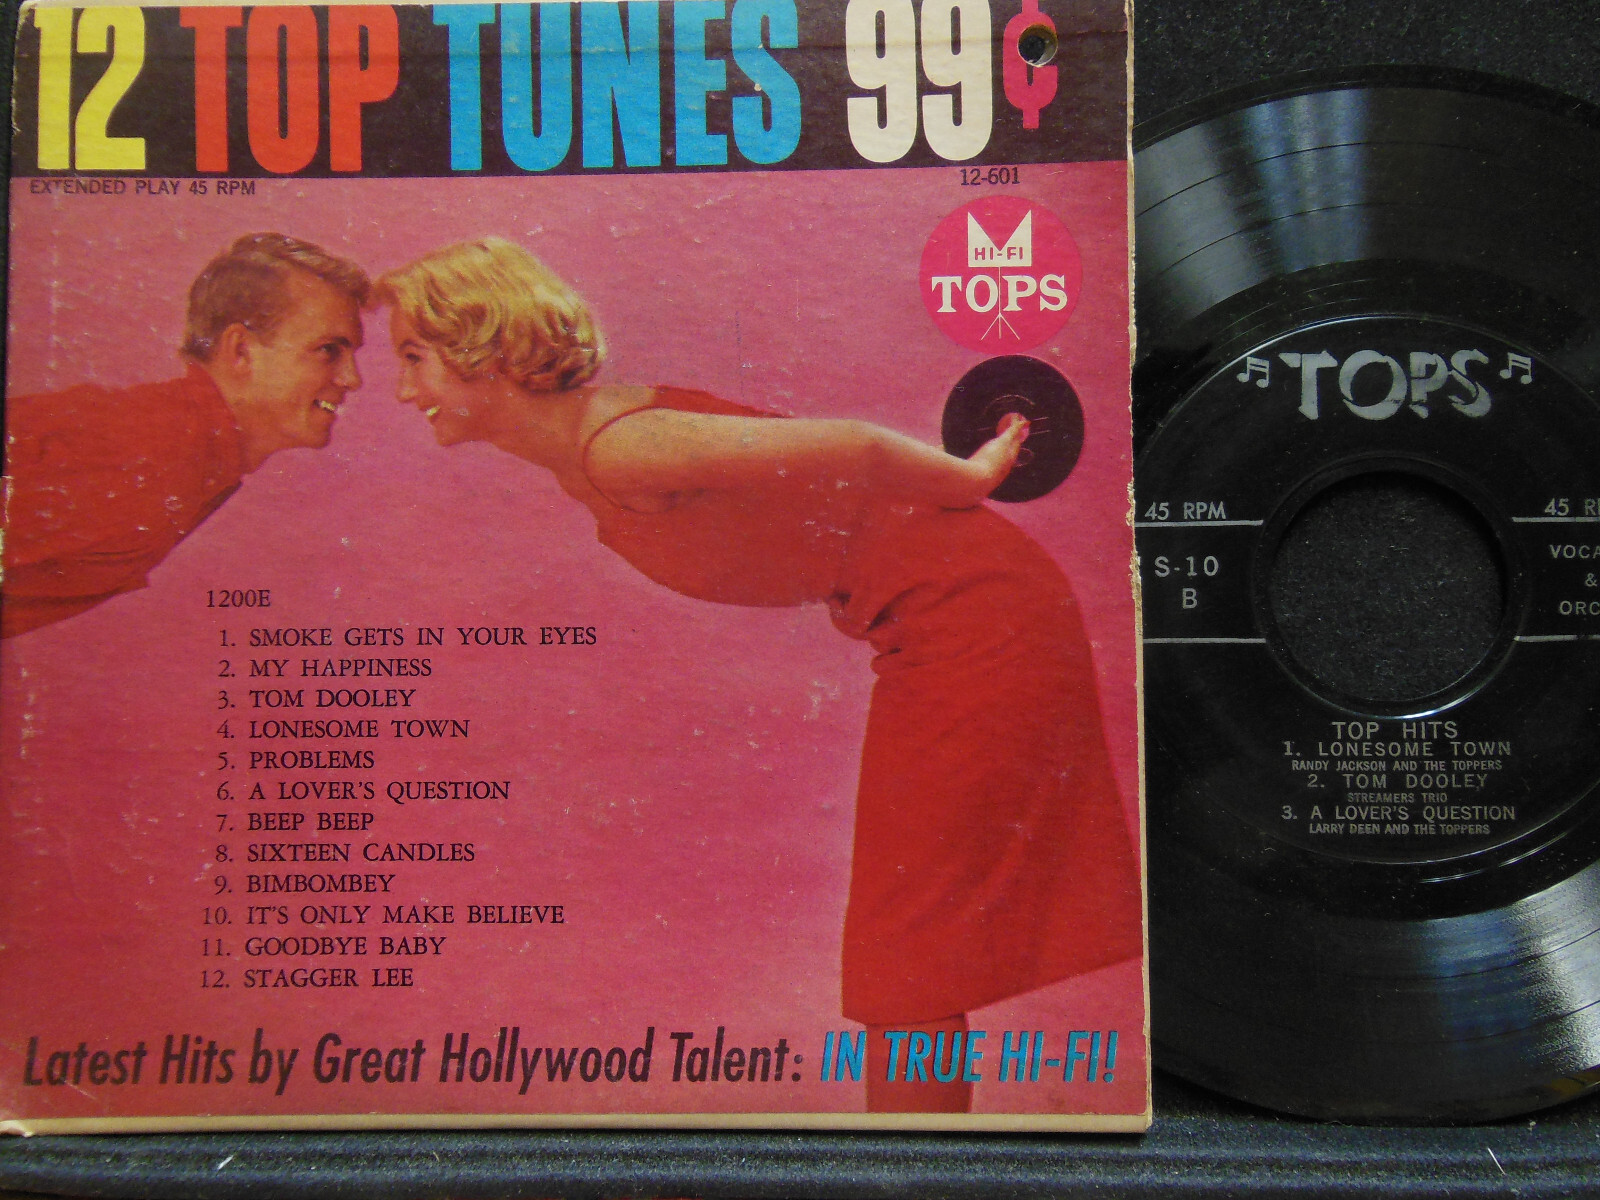 12 TOP TUNES 99¢
EXTENDED PLAY 45 RPM
12-601
HI-FI
TOPS
1200E
1. SMOKE GETS IN YOUR EYES
2. MY HAPPINESS
3. TOM DOOLEY
4. LONESOME TOWN
5. PROBLEMS
6. A LOVER'S QUESTION
7. BEEP BEEP
8. SIXTEEN CANDLES
9. BIMBOMBEY
10. IT'S ONLY MAKE BELIEVE
11. GOODBYE BABY
12. STAGGER LEE
Latest Hits by Great Hollywood Talent: IN TRUE HI-FI!
TOPS
45 RPM
45
S-10
B
&
TOP HITS
1. LONESOME TOWN
RANDY JACKSON AND THE TOPPERS
2. TOM DOOLEY
STREAMERS TRIO
3. A LOVER'S QUESTION
LARRY DEEN AND THE TOPPERS